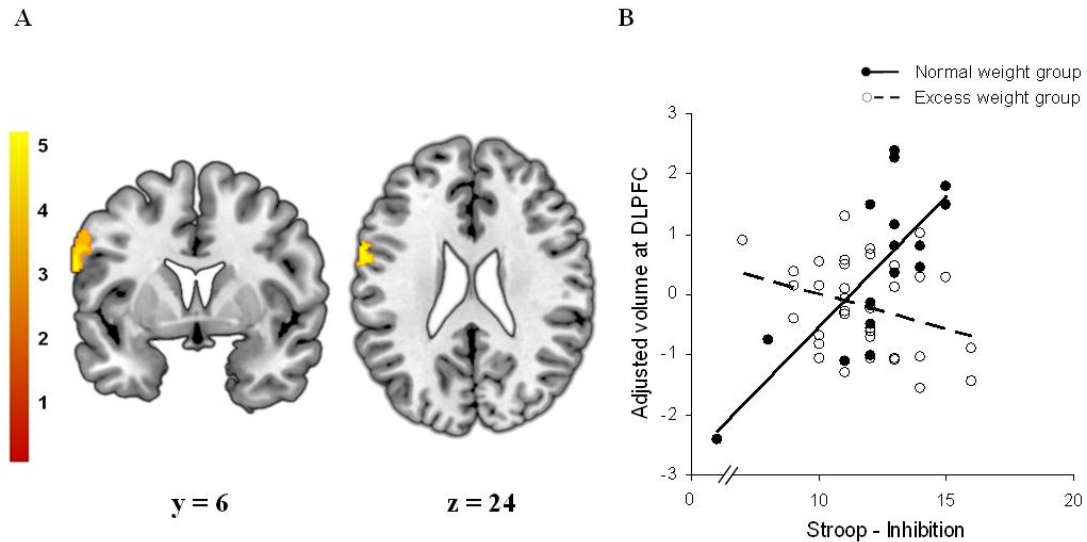 A
B
Normal weight group
Excess weight group
5
4
3
2
1
y = 6
z = 24
Adjusted volume at DLPFC
3
2
1
0
-1
-2
-3
0
10
15
20
Stroop - Inhibition